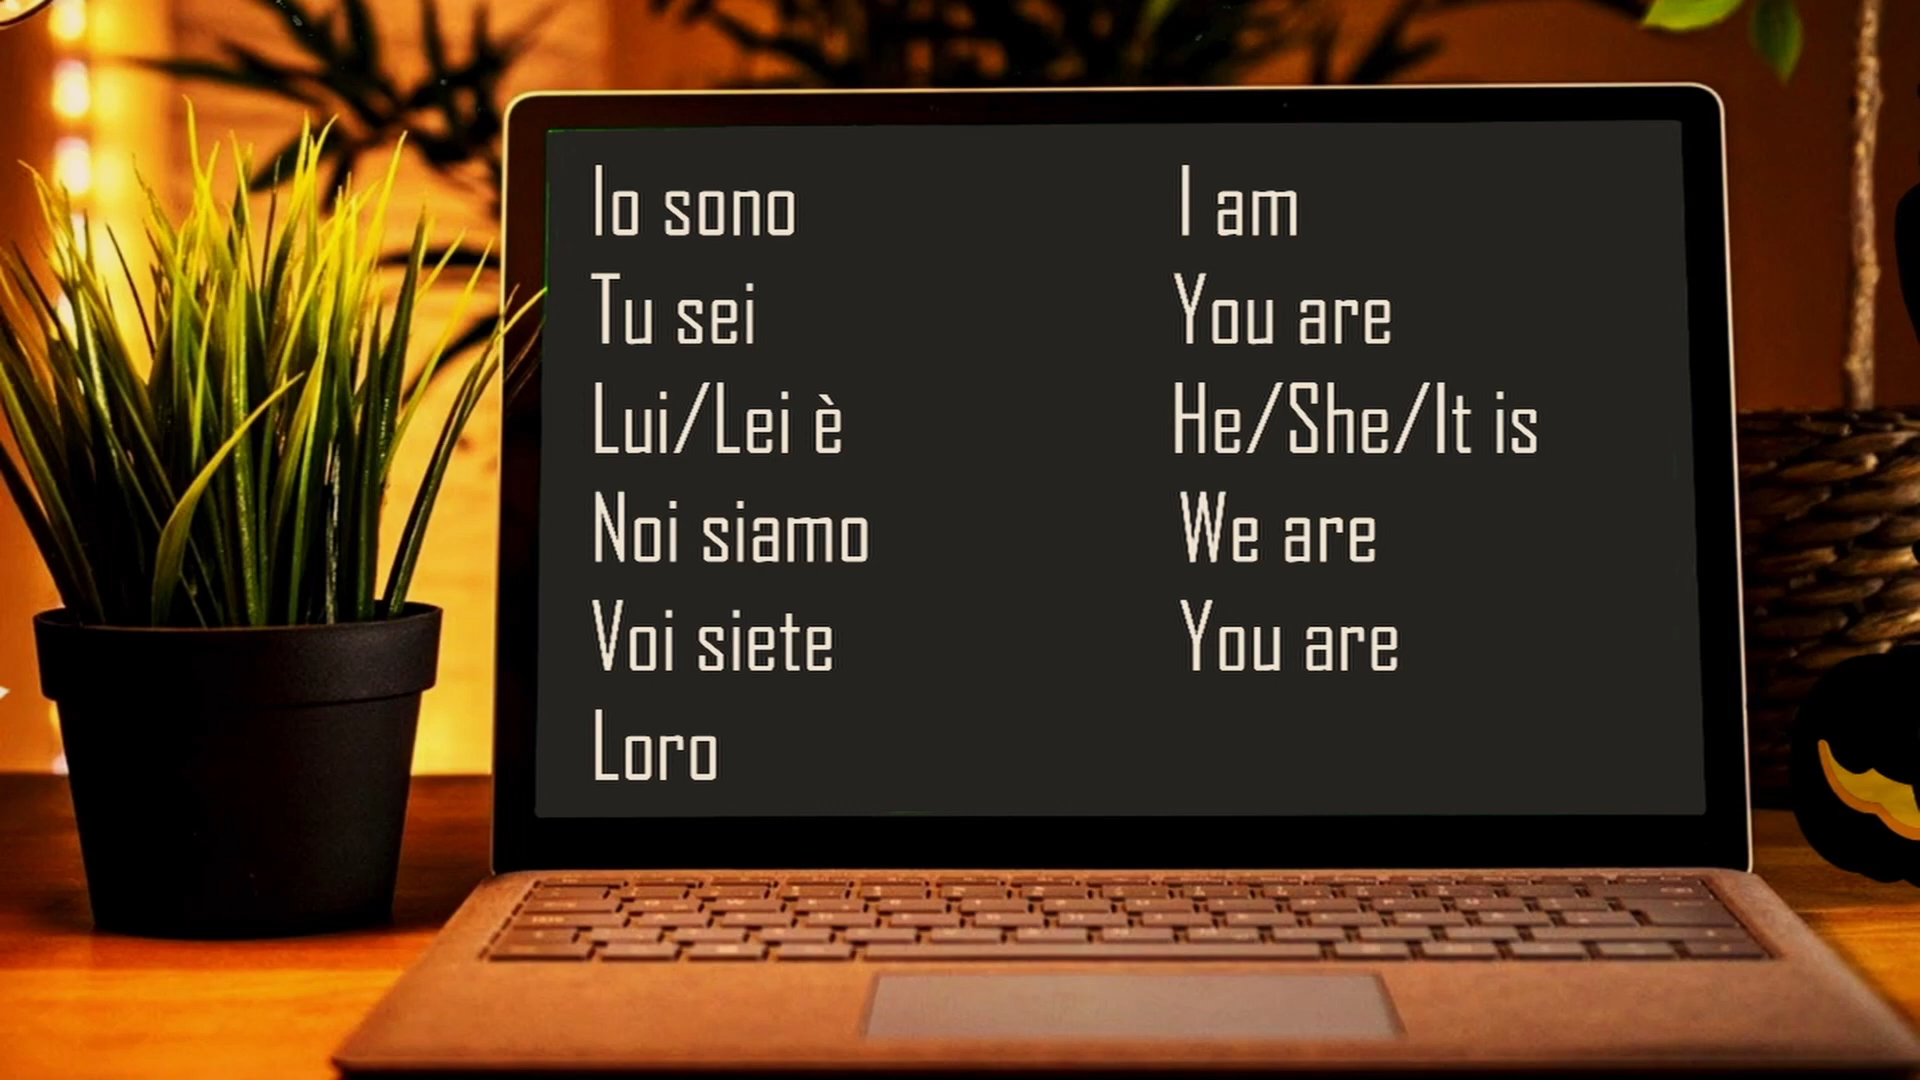 Io sono I am
Tu sei You are
Lui/Lei è He/She/It is
Noi siamo We are
Voi siete You are
Loro